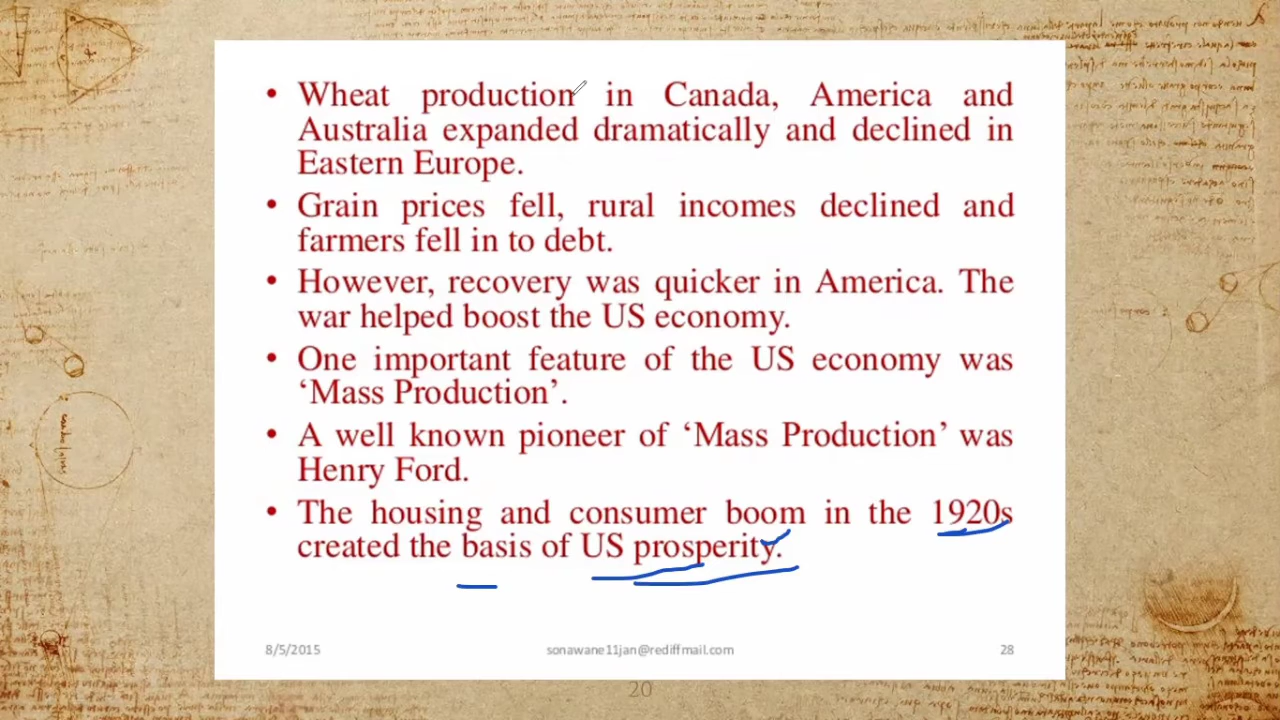 • Wheat production in Canada, America and
Australia expanded dramatically and declined in
Eastern Europe.
• Grain prices fell, rural incomes declined and
farmers fell in to debt.
• However, recovery was quicker in America. The
war helped boost the US economy.
• One important feature of the US economy was
‘Mass Production’.
• A well known pioneer of ‘Mass Production’ was
Henry Ford.
• The housing and consumer boom in the 1920s
created the basis of US prosperity.
8/5/2015 sonawane11jan@rediffmail.com 28
20